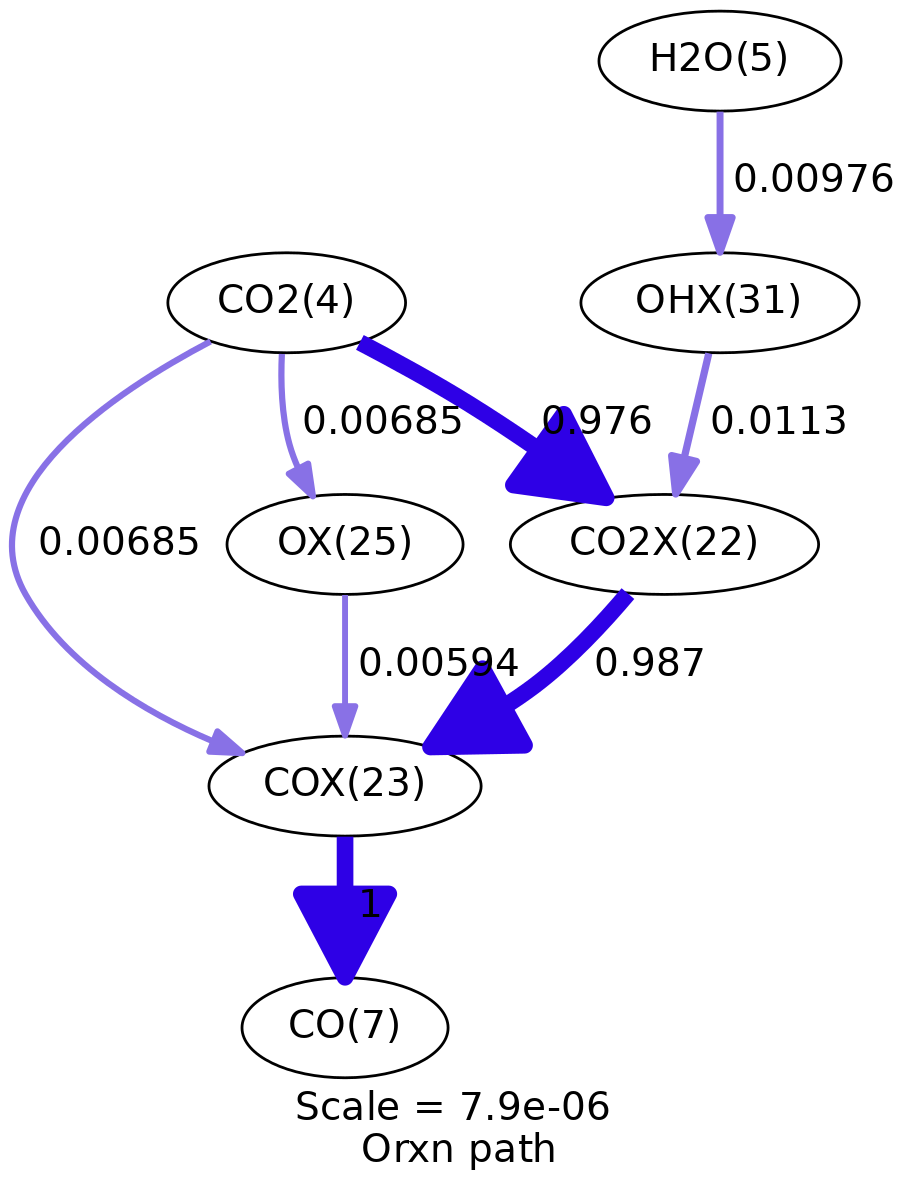 H2O(5)
0.00976
CO2(4)
OHX(31)
0.00685
0.976
0.0113
0.00685
OX(25)
CO2X(22)
0.00594
0.987
COX(23)
1
CO(7)
Scale = 7.9e-06
Orxn path